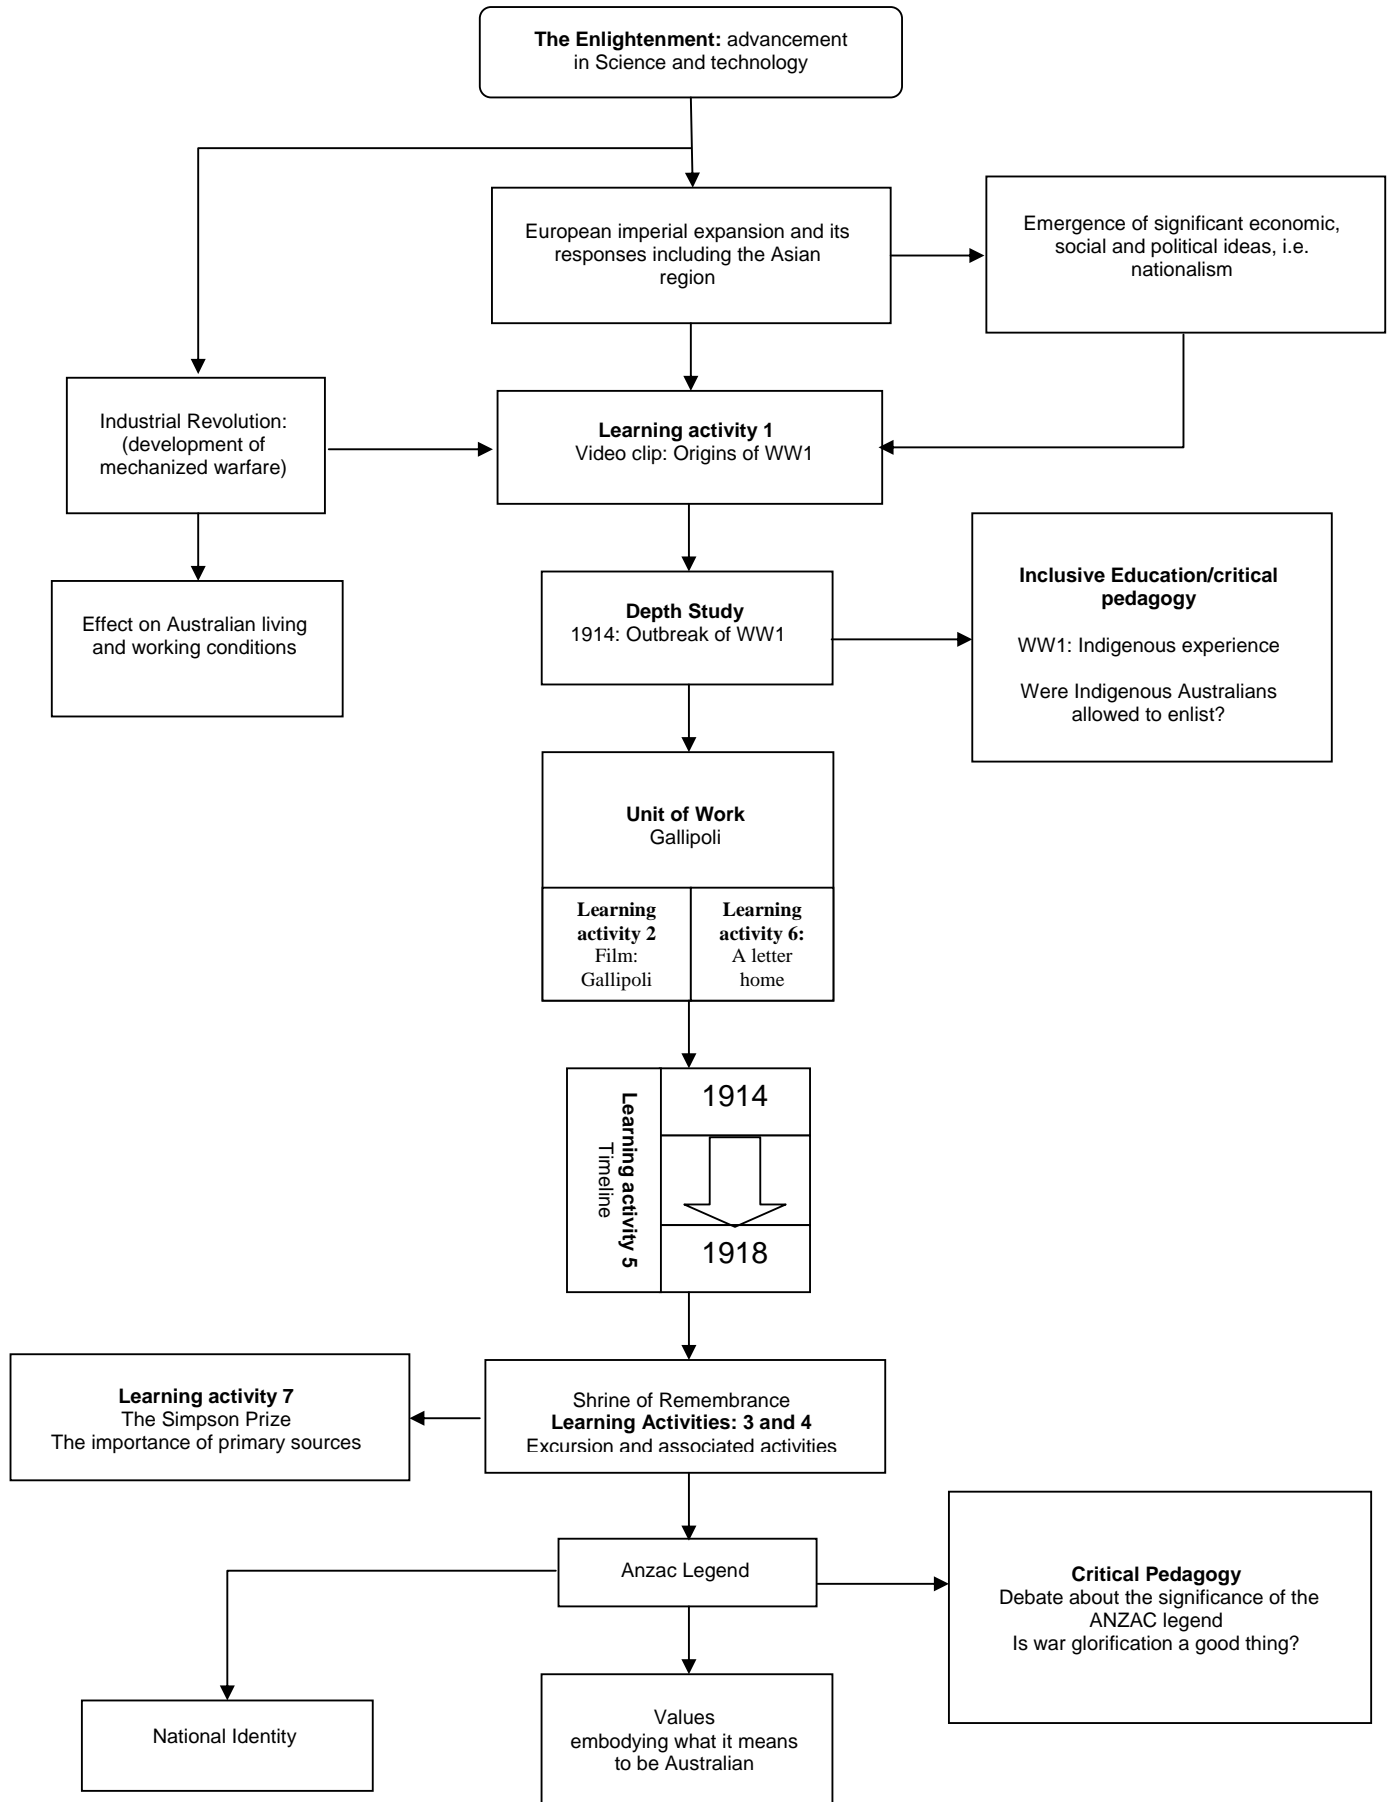 The Enlightenment: advancement
in Science and technology
European imperial expansion and its
responses including the Asian
region
Emergence of significant economic,
social and political ideas, i.e.
nationalism
Industrial Revolution:
(development of
mechanized warfare)
Learning activity 1
Video clip: Origins of WW1
Effect on Australian living
and working conditions
Depth Study
1914: Outbreak of WW1
Inclusive Education/critical
pedagogy
WW1: Indigenous experience
Were Indigenous Australians
allowed to enlist?
Unit of Work
Gallipoli
Learning
activity 2
Film:
Gallipoli
Learning
activity 6:
A letter
home
Learning activity 5
Timeline
1914
1918
Learning activity 7
The Simpson Prize
The importance of primary sources
Shrine of Remembrance
Learning Activities: 3 and 4
Excursion and associated activities
Anzac Legend
Critical Pedagogy
Debate about the significance of the
ANZAC legend
Is war glorification a good thing?
National Identity
Values
embodying what it means
to be Australian